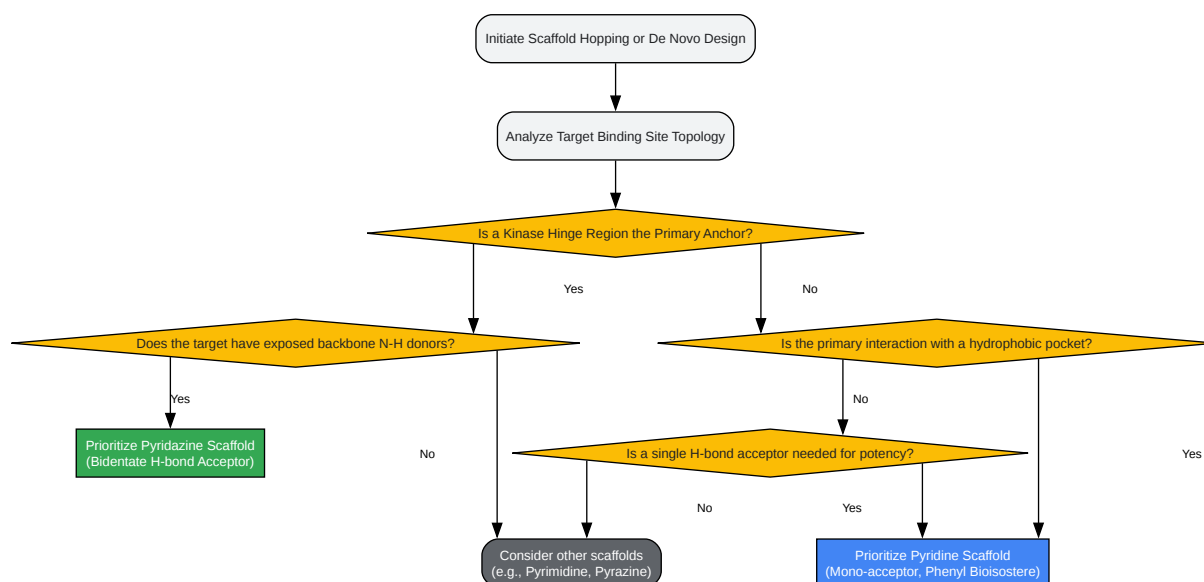 Initiate Scaffold Hopping or De Novo Design
Analyze Target Binding Site Topology
Is a Kinase Hinge Region the Primary Anchor?
Yes
No
Does the target have exposed backbone N-H donors?
Is the primary interaction with a hydrophobic pocket?
Yes
No
Prioritize Pyridazine Scaffold
(Bidentate H-bond Acceptor)
No
Is a single H-bond acceptor needed for potency?
Yes
No
Yes
Consider other scaffolds
(e.g., Pyrimidine, Pyrazine)
Prioritize Pyridine Scaffold
(Mono-acceptor, Phenyl Bioisostere)